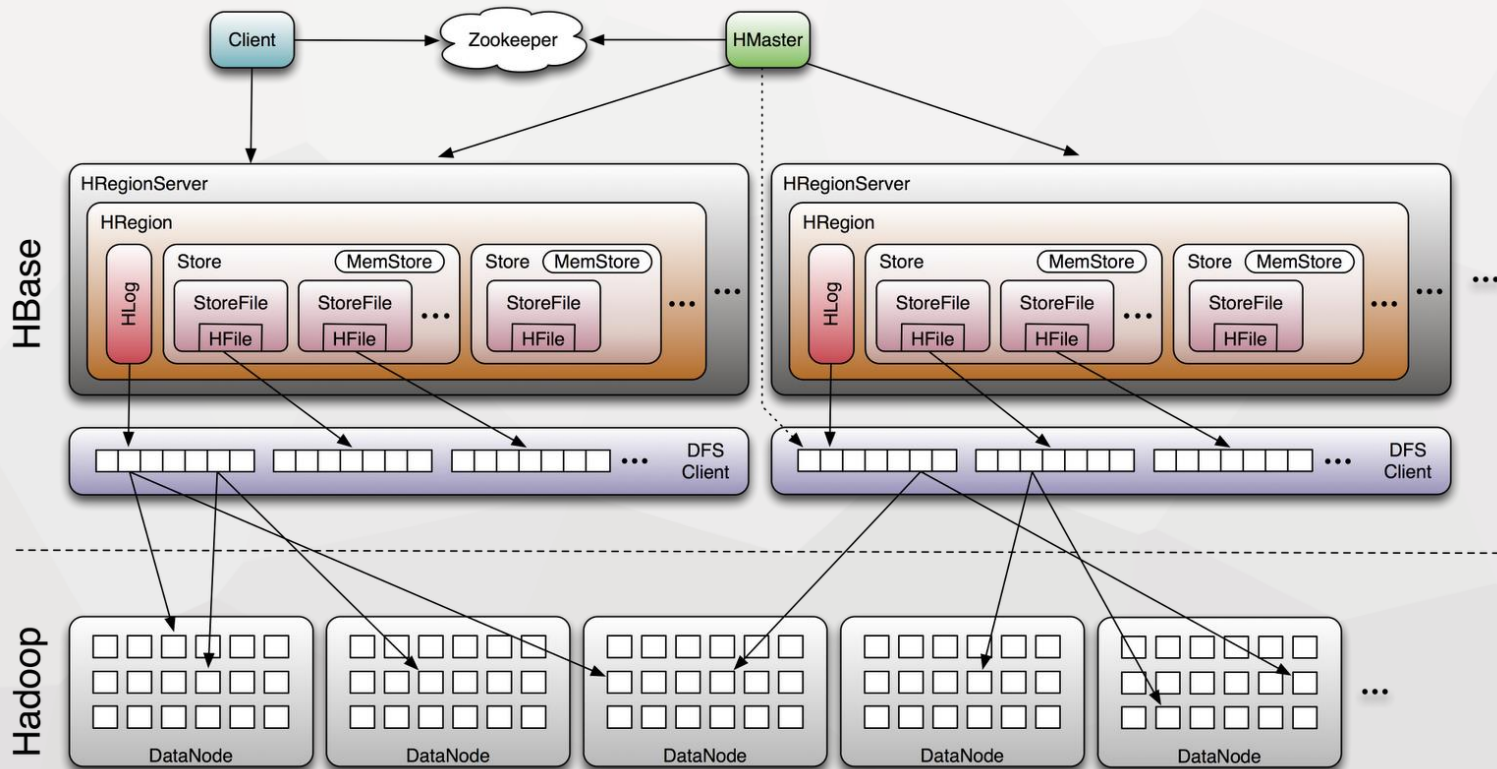 Client
Zookeeper
HMaster
HBase
HRegionServer
HRegion
HLog
Store
MemStore
StoreFile
HFile
StoreFile
HFile
...
Store
MemStore
StoreFile
HFile
...
...
HRegionServer
HRegion
HLog
Store
MemStore
StoreFile
HFile
StoreFile
HFile
...
Store
MemStore
StoreFile
HFile
...
...
...
...
DFS
Client
...
DFS
Client
Hadoop
DataNode
DataNode
DataNode
DataNode
DataNode
...